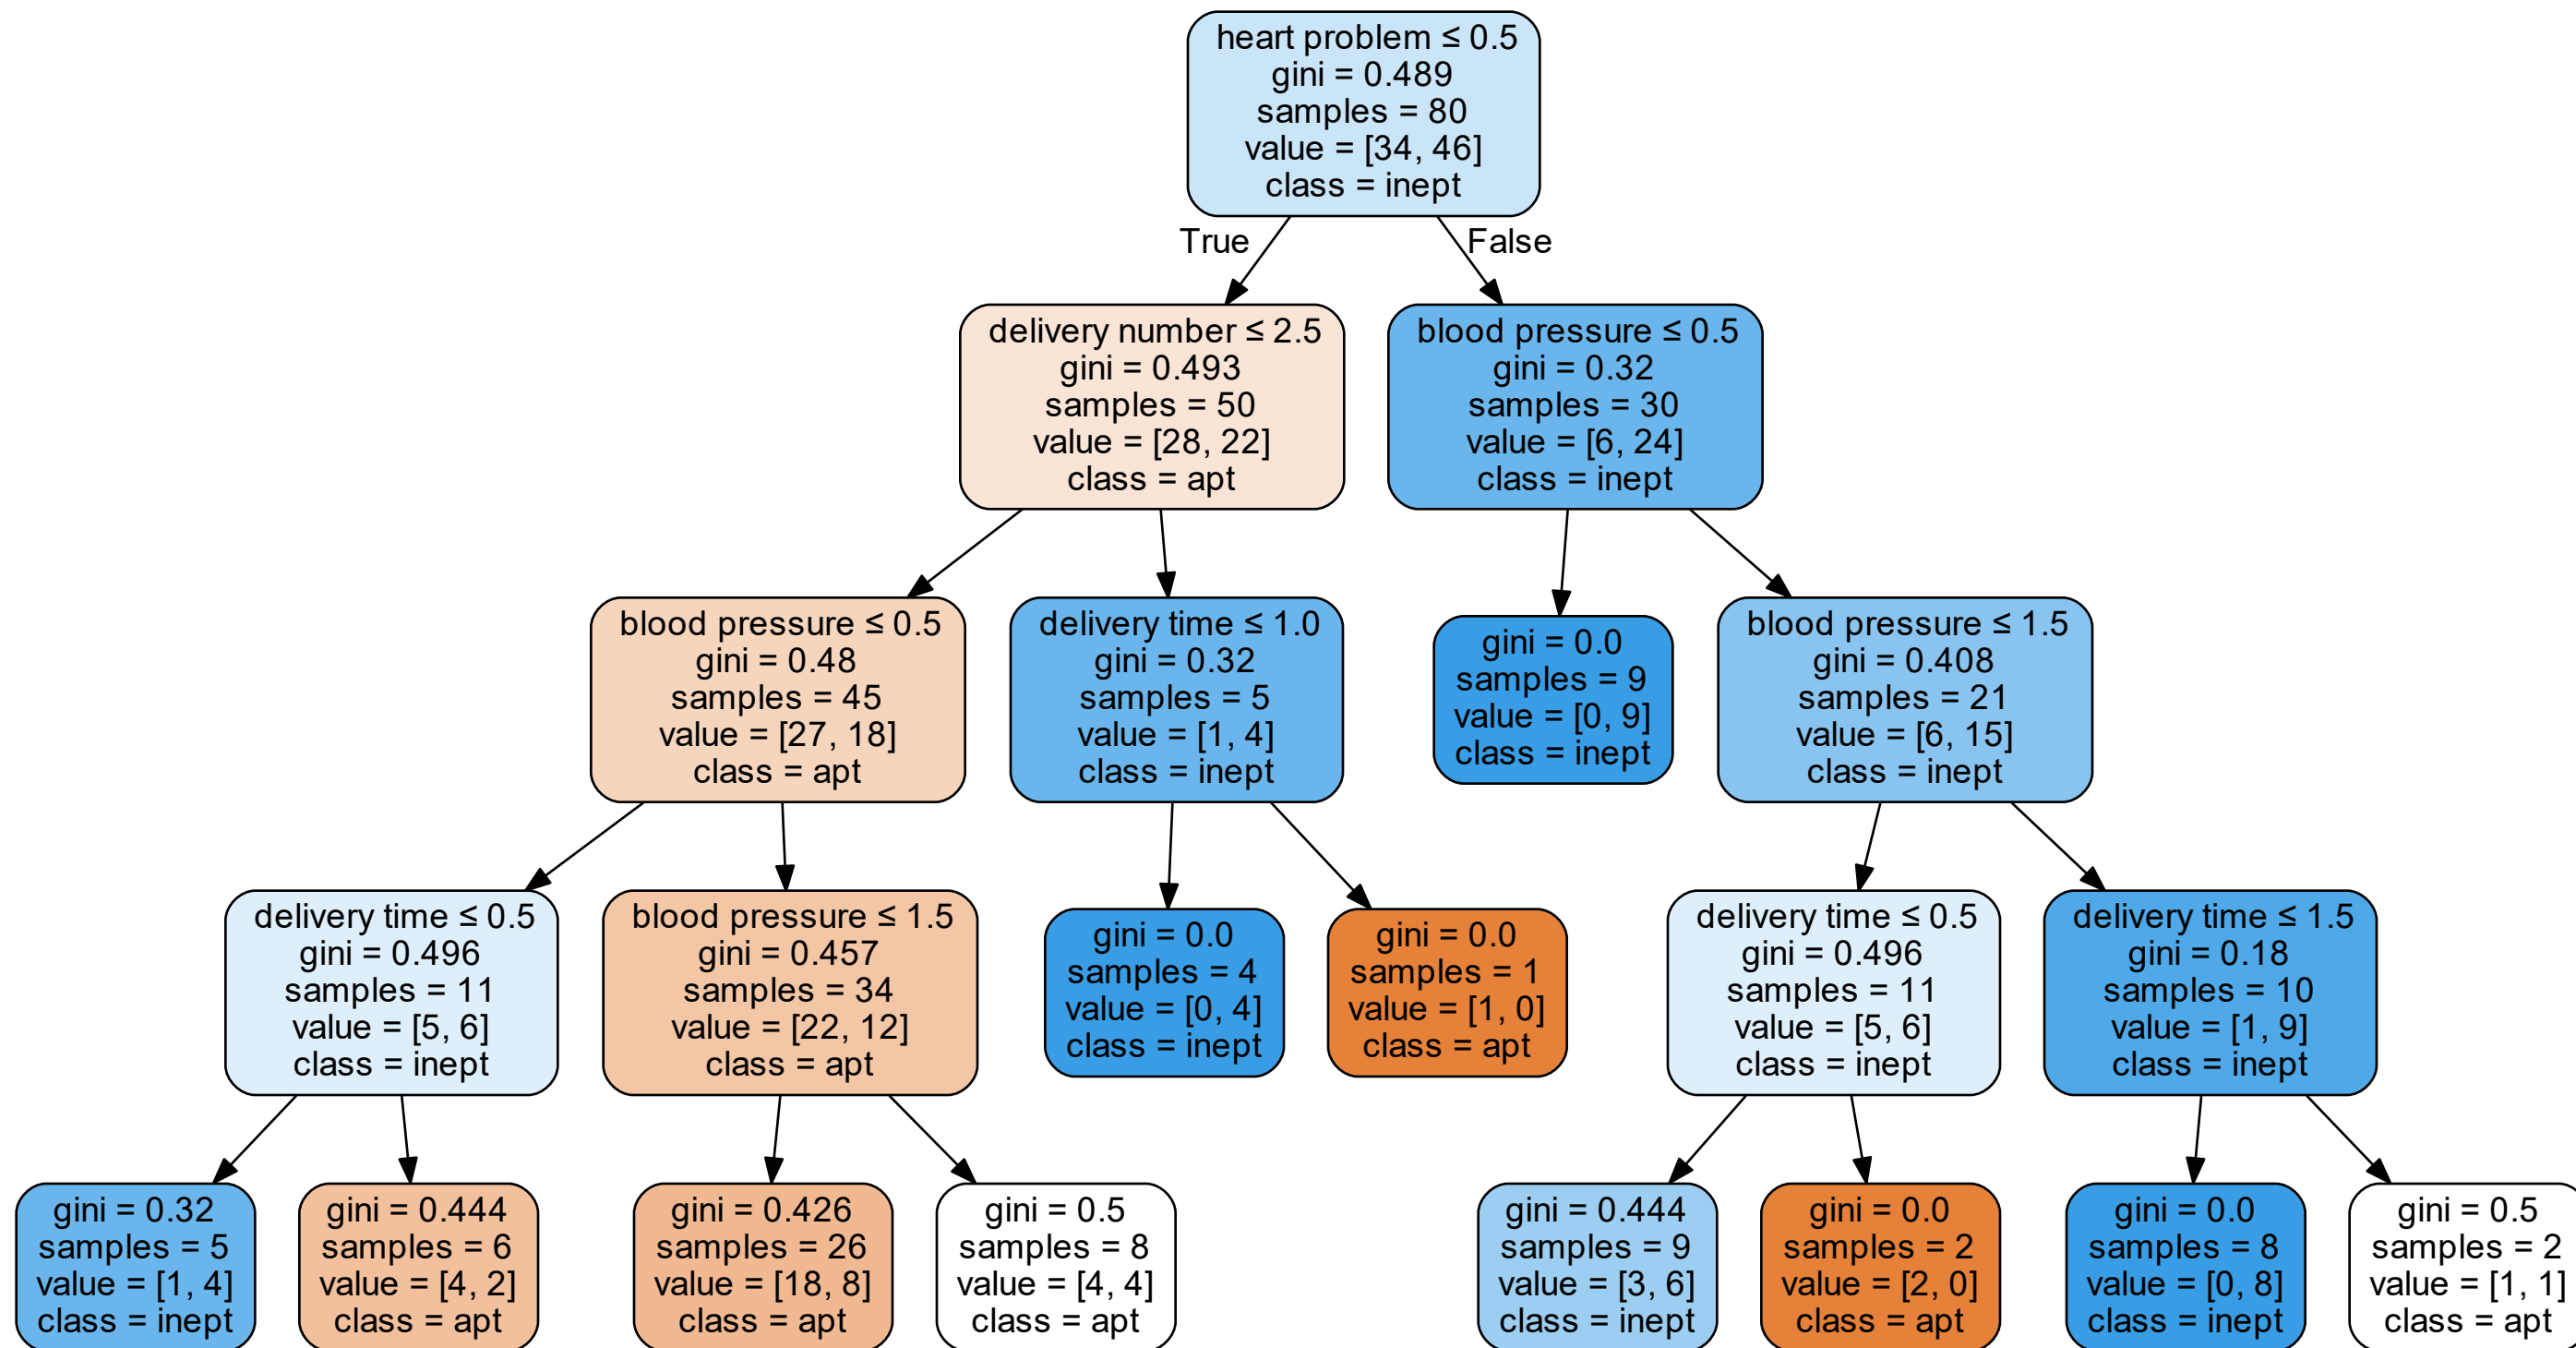 heart problem ≤ 0.5
gini = 0.489
samples = 80
value = [34, 46]
class = inept
True
False
delivery number ≤ 2.5
gini = 0.493
samples = 50
value = [28, 22]
class = apt
blood pressure ≤ 0.5
gini = 0.32
samples = 30
value = [6, 24]
class = inept
blood pressure ≤ 0.5
gini = 0.48
samples = 45
value = [27, 18]
class = apt
delivery time ≤ 1.0
gini = 0.32
samples = 5
value = [1, 4]
class = inept
gini = 0.0
samples = 9
value = [0, 9]
class = inept
blood pressure ≤ 1.5
gini = 0.408
samples = 21
value = [6, 15]
class = inept
delivery time ≤ 0.5
gini = 0.496
samples = 11
value = [5, 6]
class = inept
blood pressure ≤ 1.5
gini = 0.457
samples = 34
value = [22, 12]
class = apt
gini = 0.0
samples = 4
value = [0, 4]
class = inept
gini = 0.0
samples = 1
value = [1, 0]
class = apt
delivery time ≤ 0.5
gini = 0.496
samples = 11
value = [5, 6]
class = inept
delivery time ≤ 1.5
gini = 0.18
samples = 10
value = [1, 9]
class = inept
gini = 0.32
samples = 5
value = [1, 4]
class = inept
gini = 0.444
samples = 6
value = [4, 2]
class = apt
gini = 0.426
samples = 26
value = [18, 8]
class = apt
gini = 0.5
samples = 8
value = [4, 4]
class = apt
gini = 0.444
samples = 9
value = [3, 6]
class = inept
gini = 0.0
samples = 2
value = [2, 0]
class = apt
gini = 0.0
samples = 8
value = [0, 8]
class = inept
gini = 0.5
samples = 2
value = [1, 1]
class = apt